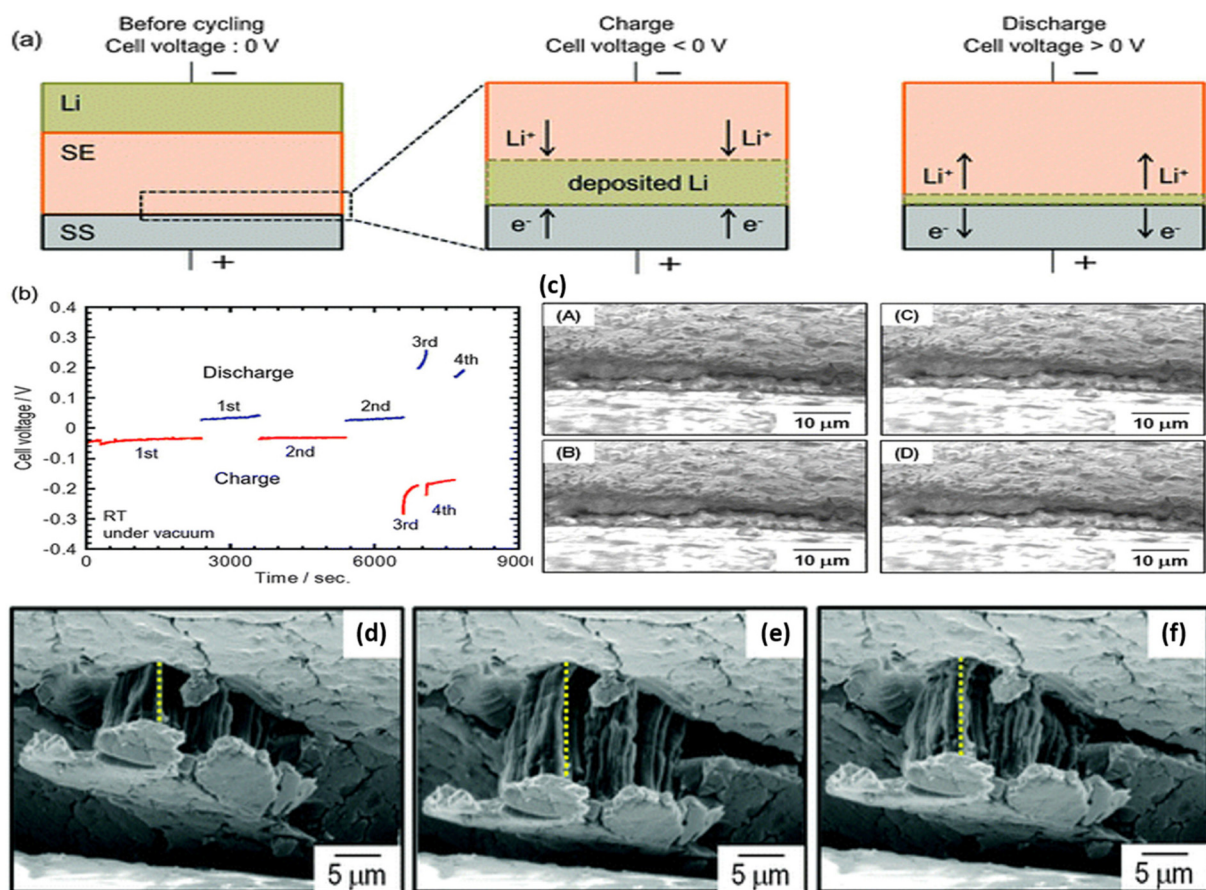 (a)
Before cycling
Cell voltage : 0 V
Charge
Cell voltage < 0 V
Discharge
Cell voltage > 0 V
−
−
−
Li
SE
SS
+
Li⁺
Li⁺
deposited Li
e⁻
e⁻
+
Li⁺
Li⁺
e⁻
e⁻
+
(b)
0.4
0.3
0.2
0.1
0
-0.1
-0.2
-0.3
-0.4
Cell voltage / V
3rd
4th
Discharge
1st
2nd
1st
2nd
Charge
3rd
4th
RT
under vacuum
0
3000
6000
9000
Time / sec.
(c)
(A)
10 μm
(C)
10 μm
(B)
10 μm
(D)
10 μm
(d)
5 μm
(e)
5 μm
(f)
5 μm